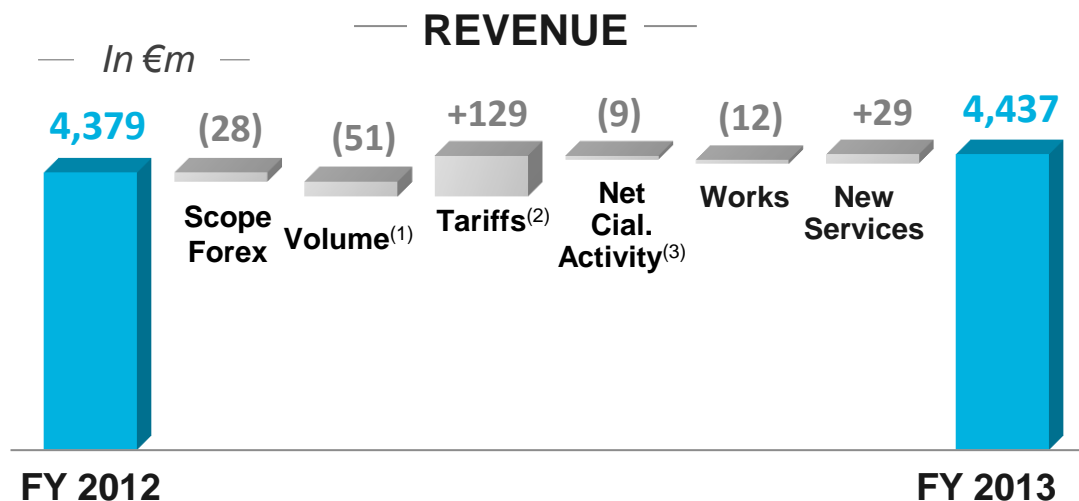 REVENUE
In €m
4,379
(28)
(51)
+129
(9)
(12)
+29
4,437
Scope
Forex
Volume(1)
Tariffs(2)
Net
Cial.
Activity(3)
Works
New
Services
FY 2012
FY 2013